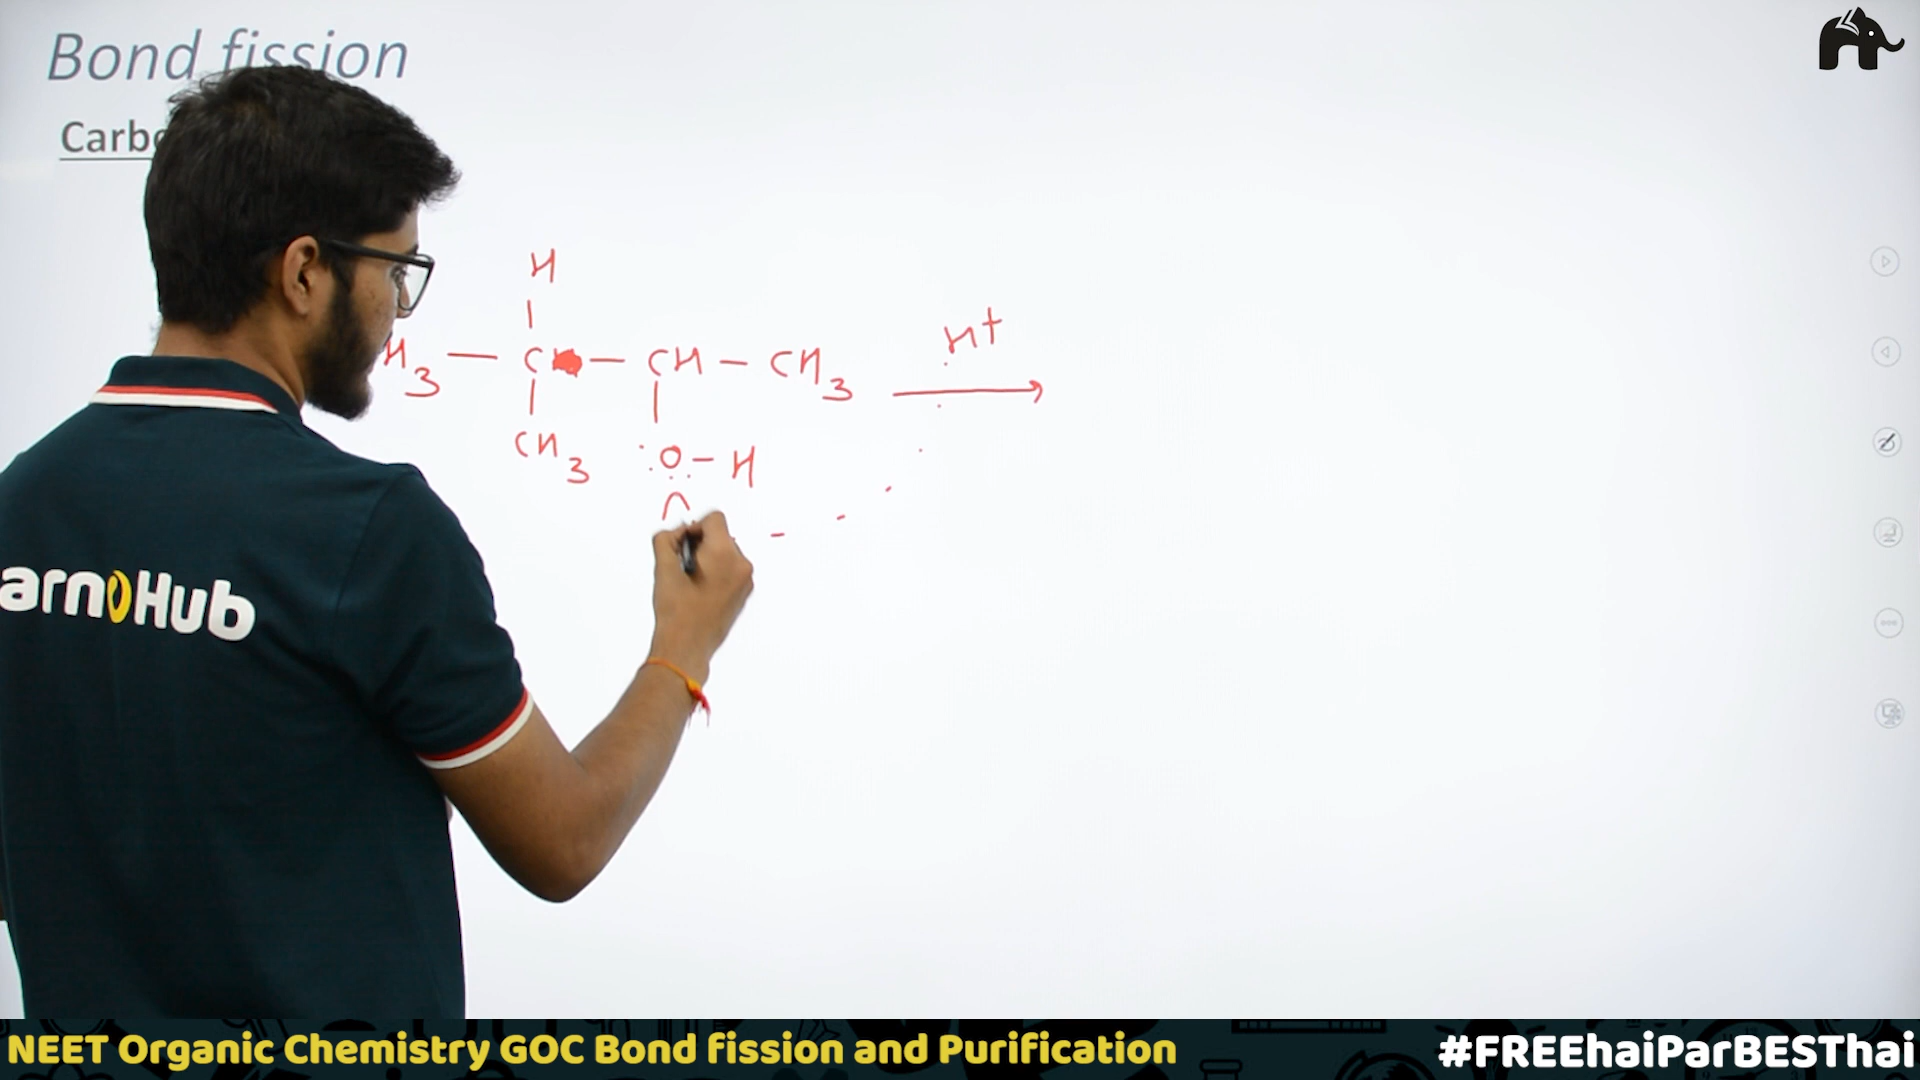 Bond fission
Carb
H
H3 — C — CH — CH3
H+
CH3
:O-H
arnoHub
NEET Organic Chemistry GOC Bond fission and Purification
#FREEhaiParBESThai